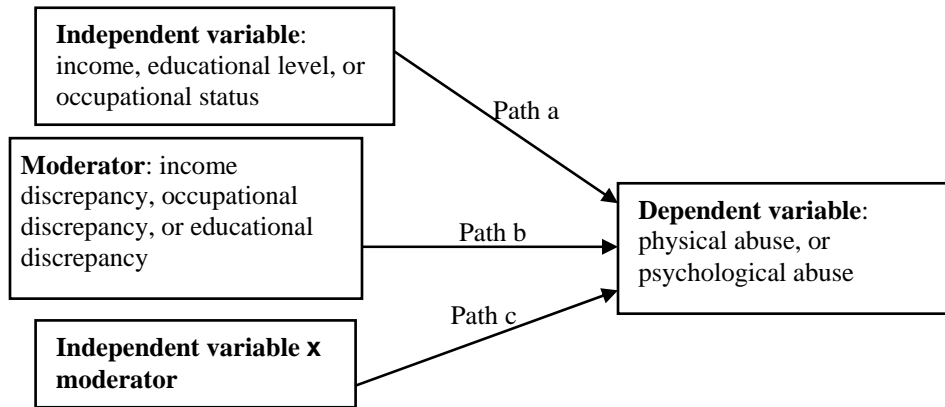 Independent variable:
income, educational level, or
occupational status
Path a
Moderator: income
discrepancy, occupational
discrepancy, or educational
discrepancy
Path b
Dependent variable:
physical abuse, or
psychological abuse
Path c
Independent variable x
moderator